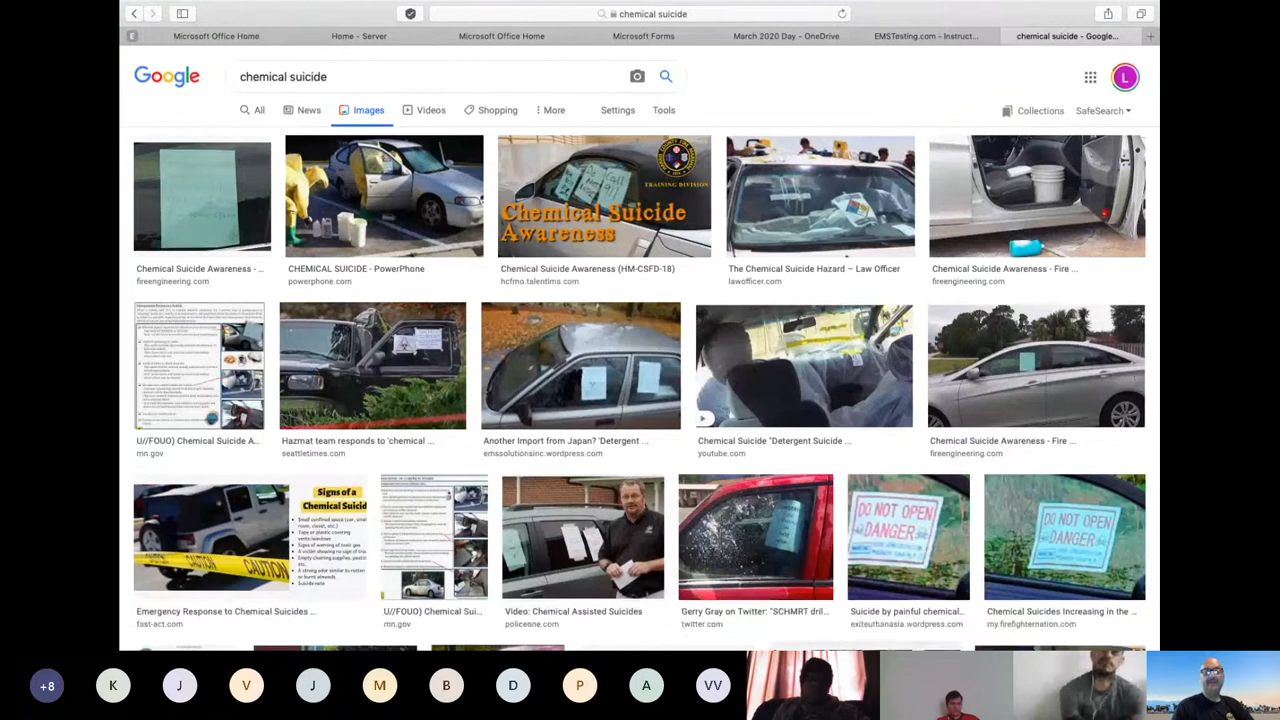 chemical suicide
E
Microsoft Office Home
Home - Server
Microsoft Office Home
Microsoft Forms
March 2020 Day - OneDrive
EMSTesting.com - Instruct...
chemical suicide - Google...
Google
chemical suicide
L
All
News
Images
Videos
Shopping
More
Settings
Tools
Collections
SafeSearch
TRAINING DIVISION
Chemical Suicide
Awareness
Chemical Suicide Awareness - ...
fireengineering.com
CHEMICAL SUICIDE - PowerPhone
powerphone.com
Chemical Suicide Awareness (HM-CSFD-18)
hcfmo.talentlms.com
The Chemical Suicide Hazard – Law Officer
lawofficer.com
Chemical Suicide Awareness - Fire ...
fireengineering.com
U//FOUO) Chemical Suicide A...
mn.gov
Hazmat team responds to 'chemical ...
seattletimes.com
Another Import from Japan? 'Detergent ...
emssolutionsinc.wordpress.com
Chemical Suicide "Detergent Suicide ...
youtube.com
Chemical Suicide Awareness - Fire ...
fireengineering.com
CAUTION
CAUTION
Signs of a
Chemical Suicid
DO NOT OPEN
DANGER
DO NOT OPEN
DANGER
Emergency Response to Chemical Suicides ...
fast-act.com
U//FOUO) Chemical Sui...
mn.gov
Video: Chemical Assisted Suicides
policeone.com
Gerry Gray on Twitter: "SCHMRT dril...
twitter.com
Suicide by painful chemical...
exiteuthanasia.wordpress.com
Chemical Suicides Increasing in the ...
my.firefighternation.com
+8
K
J
V
J
M
B
D
P
A
VV